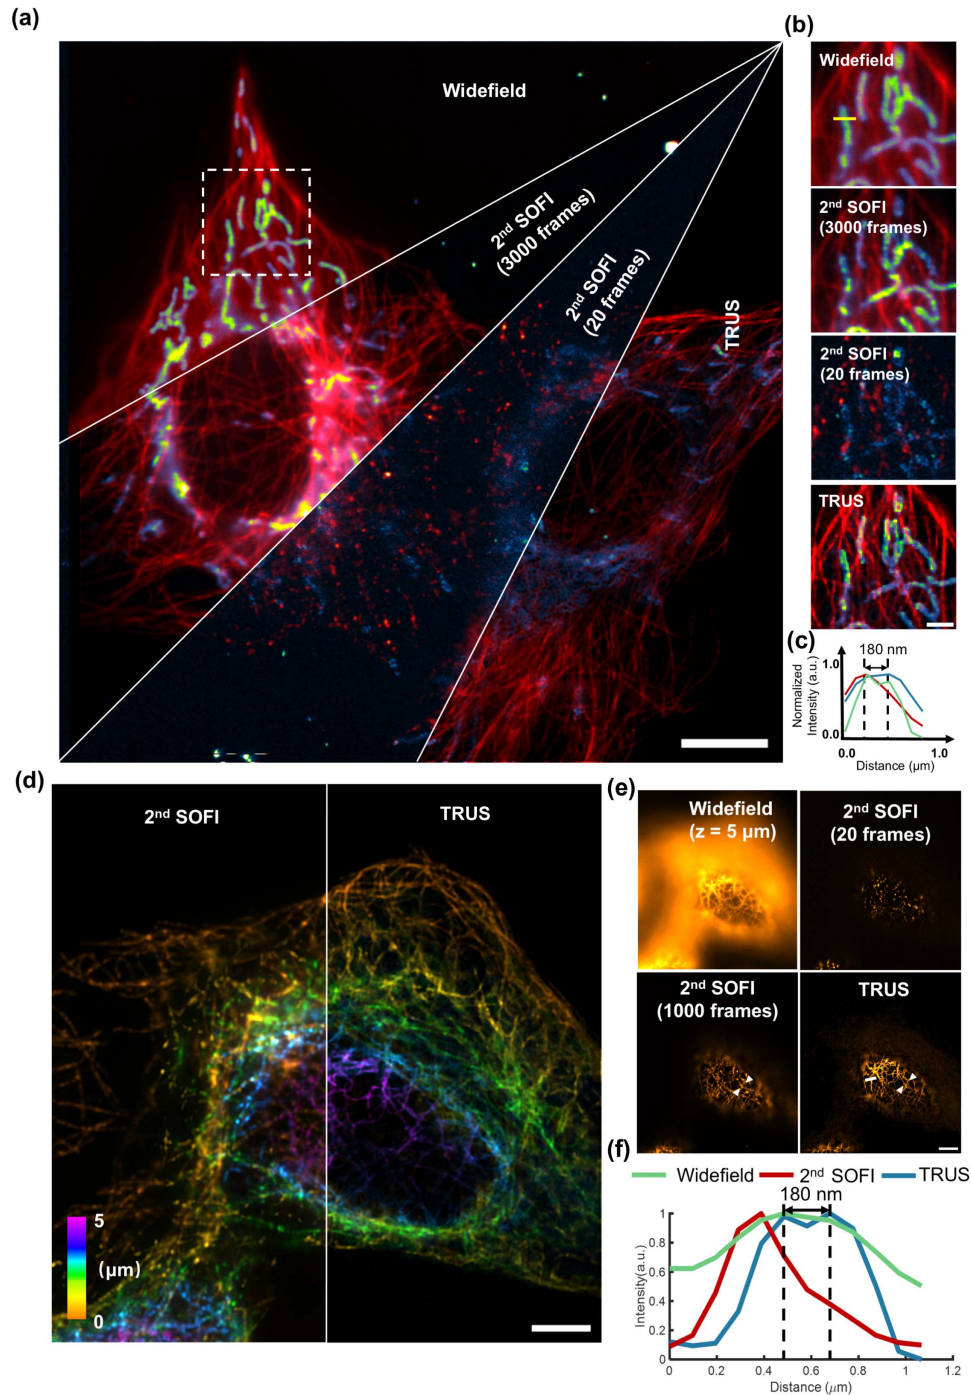 (a)
Widefield
2nd SOFI
(3000 frames)
2nd SOFI
(20 frames)
TRUS
(b)
Widefield
2nd SOFI
(3000 frames)
2nd SOFI
(20 frames)
TRUS
(c)
180 nm
1.0
Normalized
Intensity (a.u.)
0.0
0.0
1.0
Distance (µm)
(d)
2nd SOFI
TRUS
5
(µm)
0
(e)
Widefield
(z = 5 µm)
2nd SOFI
(20 frames)
2nd SOFI
(1000 frames)
TRUS
(f)
Widefield
2nd SOFI
TRUS
180 nm
1
0.8
0.6
0.4
0.2
0
Intensity(a.u.)
0
0.2
0.4
0.6
0.8
1
1.2
Distance (µm)